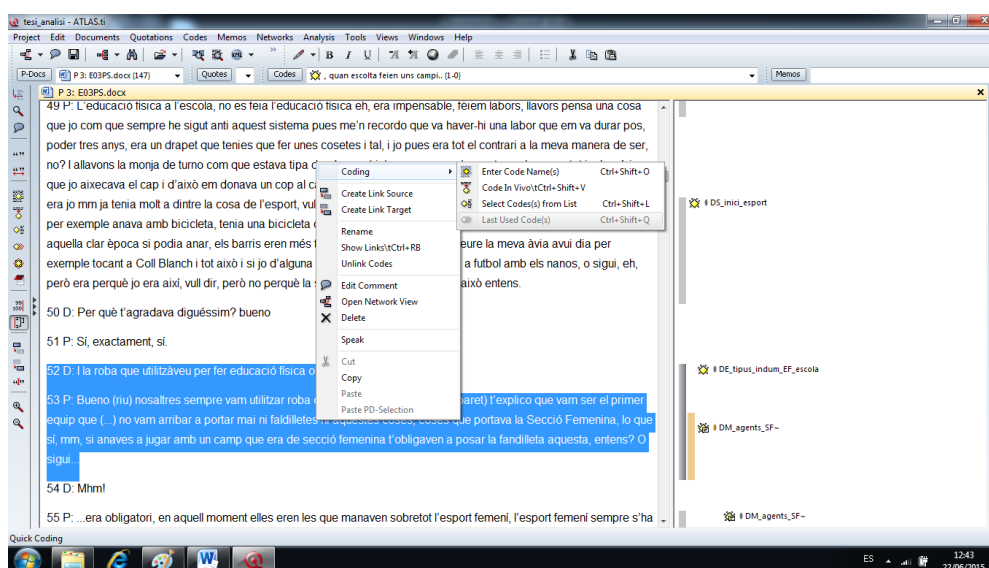 tesi_analisi - ATLAS.ti
Project Edit Documents Quotations Codes Memos Networks Analysis Tools Views Windows Help
P-Docs P 3: E03PS.docx (147) Quotes Codes , quan escolta feien uns campi.. (1-0) Memos
P 3: E03PS.docx
49 P: L'educació física a l'escola, no es feia l'educació física eh, era impensable, fèiem labors, llavors pensa una cosa
que jo com que sempre he sigut anti aquest sistema pues me'n recordo que va haver-hi una labor que em va durar pos,
poder tres anys, era un drapet que tenies que fer unes cosetes i tal, i jo pues era tot el contrari a la meva manera de ser,
no? I allavons la monja de turno com que estava tipa
que jo aixecava el cap i d'això em donava un cop al
era jo mm ja tenia molt a dintre la cosa de l'esport,
per exemple anava amb bicicleta, tenia una bicicleta
aquella clar època si podia anar, els barris eren més eure la meva àvia avui dia per
exemple tocant a Coll Blanch i tot això i si jo d'alguna a futbol amb els nanos, o sigui, eh,
però era perquè jo era així, vull dir, però no perquè la això entens.
50 D: Per què t'agradava diguéssim? bueno
51 P: Sí, exactament, sí.
52 D: I la roba que utilitzàveu per fer educació física
53 P: Bueno (riu) nosaltres sempre vam utilitzar roba t'explico que vam ser el primer
equip que (...) no vam arribar a portar mai ni faldilletes ni aquestes coses, coses que portava la Secció Femenina, lo que
sí, mm, si anaves a jugar amb un camp que era de secció femenina t'obligaven a posar la fandilleta aquesta, entens? O
sigui...
54 D: Mhm!
55 P: ...era obligatori, en aquell moment elles eren les que manaven sobretot l'esport femení, l'esport femení sempre s'ha
Coding
Create Link Source
Create Link Target
Rename
Show Links\tCtrl+RB
Unlink Codes
Edit Comment
Open Network View
Delete
Speak
Cut
Copy
Paste
Paste PD-Selection
Enter Code Name(s) Ctrl+Shift+O
Code In Vivo\tCtrl+Shift+V
Select Codes(s) from List Ctrl+Shift+L
Last Used Code(s) Ctrl+Shift+Q
DS_inici_esport
DE_tipus_indum_EF_escola
DM_agents_SF~
DM_agents_SF~
Quick Coding
ES 12:43
22/06/2015